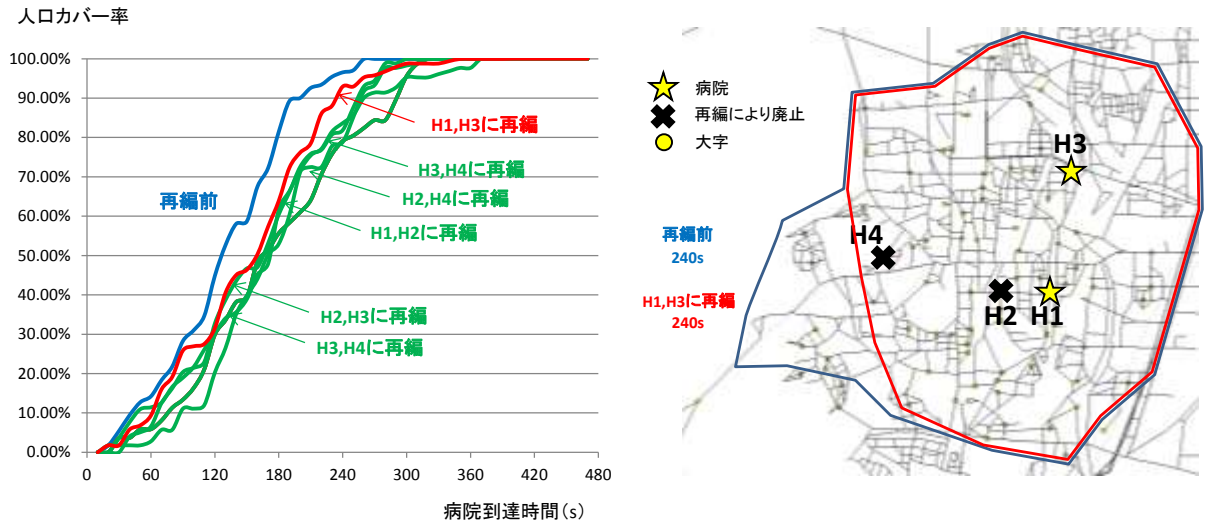 人口カバー率
100.00%
90.00%
80.00%
70.00%
60.00%
50.00%
40.00%
30.00%
20.00%
10.00%
0.00%
0 60 120 180 240 300 360 420 480
病院到達時間(s)
再編前
H1,H3に再編
H3,H4に再編
H2,H4に再編
H1,H2に再編
H2,H3に再編
H3,H4に再編
病院
再編により廃止
大字
再編前
240s
H1,H3に再編
240s
H3
H4
H2 H1